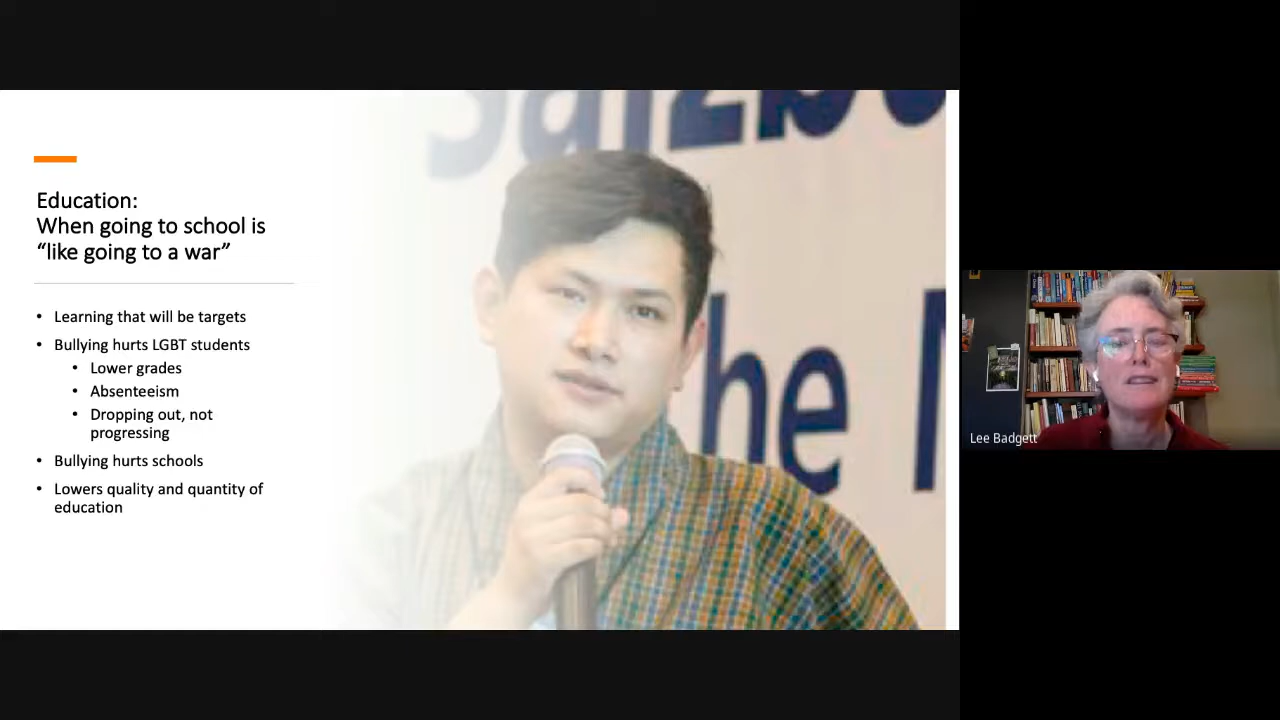 Education:
When going to school is
“like going to a war”
• Learning that will be targets
• Bullying hurts LGBT students
• Lower grades
• Absenteeism
• Dropping out, not
progressing
• Bullying hurts schools
• Lowers quality and quantity of
education
he
Lee Badgett